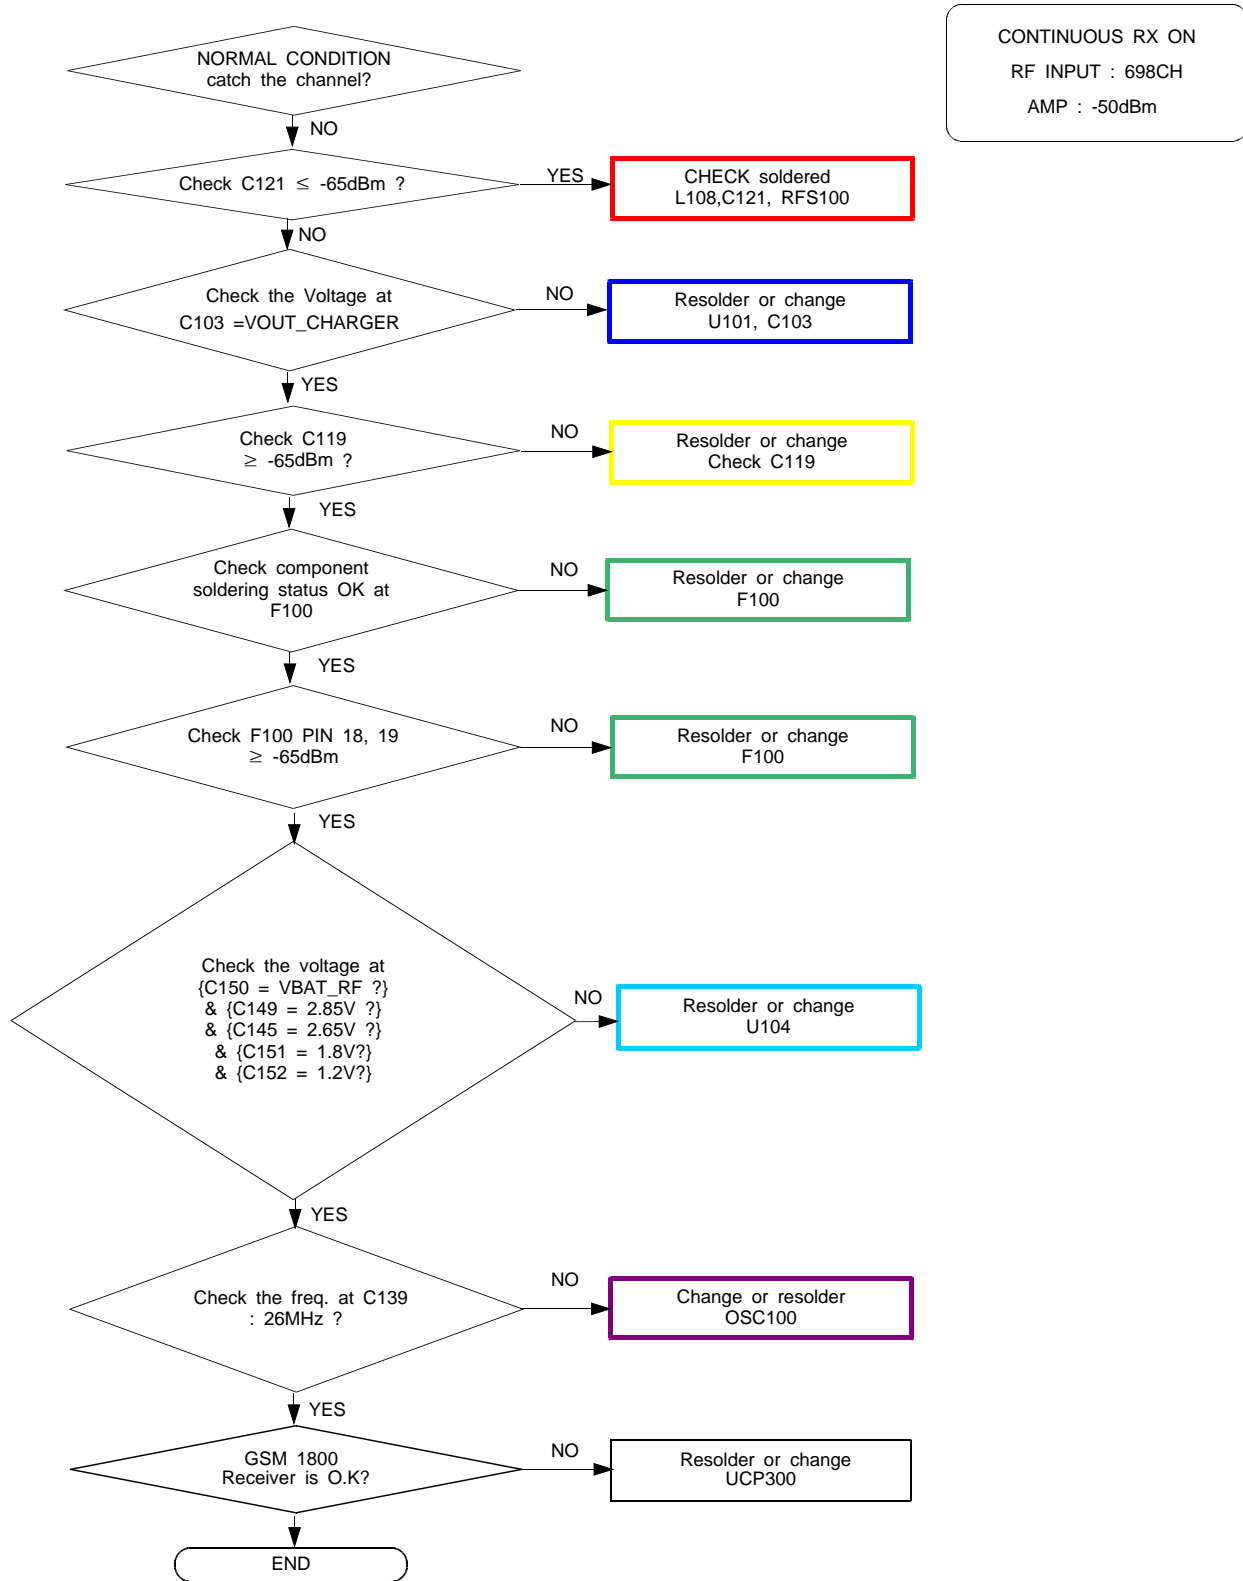 NORMAL CONDITION
catch the channel?
CONTINUOUS RX ON
RF INPUT : 698CH
AMP : -50dBm
NO
Check C121 ≤ -65dBm ?
YES
CHECK soldered
L108,C121, RFS100
NO
Check the Voltage at
C103 =VOUT_CHARGER
NO
Resolder or change
U101, C103
YES
Check C119
≥ -65dBm ?
NO
Resolder or change
Check C119
YES
Check component
soldering status OK at
F100
NO
Resolder or change
F100
YES
Check F100 PIN 18, 19
≥ -65dBm
NO
Resolder or change
F100
YES
Check the voltage at
{C150 = VBAT_RF ?}
& {C149 = 2.85V ?}
& {C145 = 2.65V ?}
& {C151 = 1.8V?}
& {C152 = 1.2V?}
NO
Resolder or change
U104
YES
Check the freq. at C139
: 26MHz ?
NO
Change or resolder
OSC100
YES
GSM 1800
Receiver is O.K?
NO
Resolder or change
UCP300
END